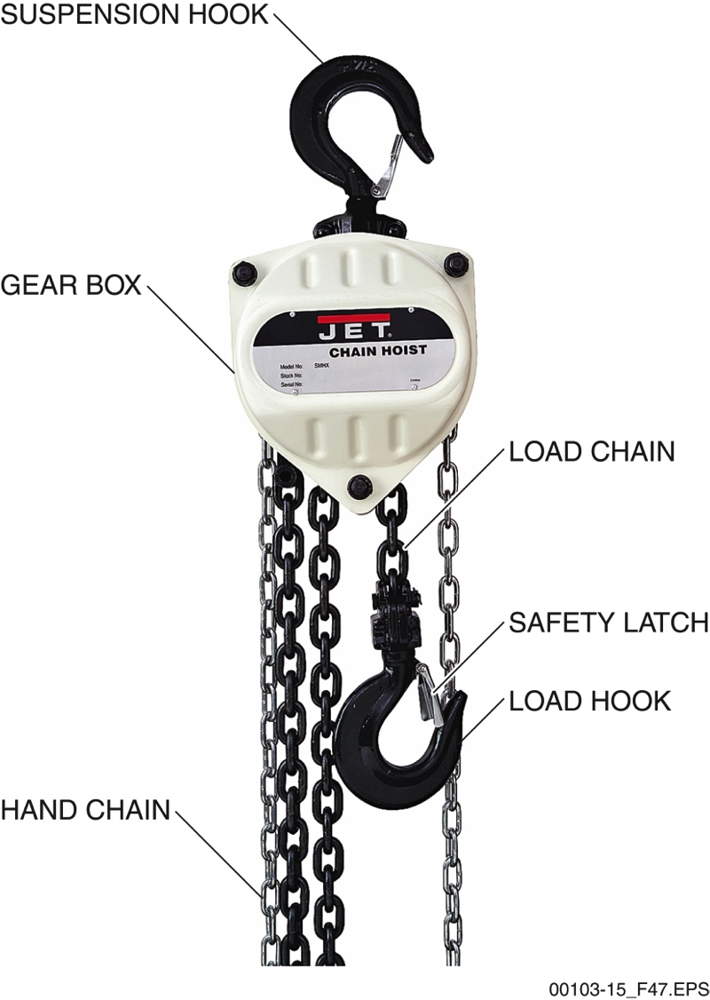 SUSPENSION HOOK
GEAR BOX
JET®
CHAIN HOIST
Model No: SMHX
Stock No:
Serial No:
CHINA
LOAD CHAIN
SAFETY LATCH
LOAD HOOK
HAND CHAIN
00103-15_F47.EPS